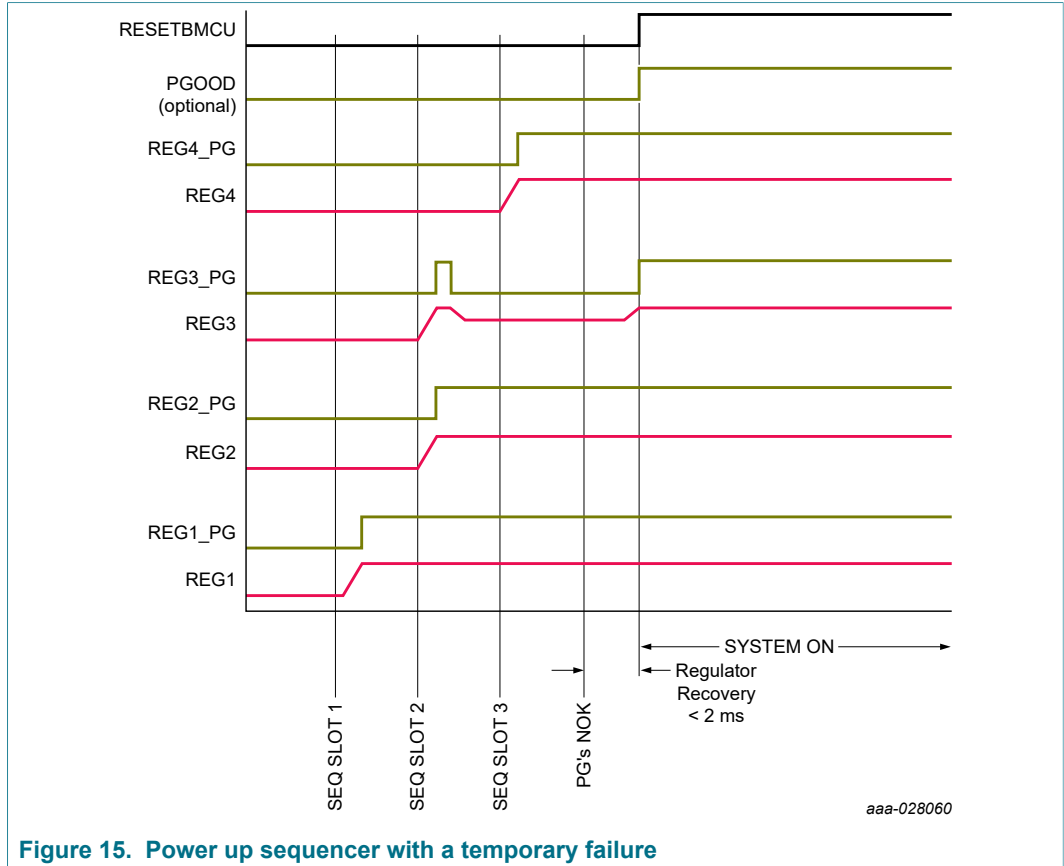 RESETBMCU
PGOOD
(optional)
REG4_PG
REG4
REG3_PG
REG3
REG2_PG
REG2
REG1_PG
REG1
SYSTEM ON
Regulator
Recovery
< 2 ms
SEQ SLOT 1
SEQ SLOT 2
SEQ SLOT 3
PG's NOK
aaa-028060
Figure 15. Power up sequencer with a temporary failure